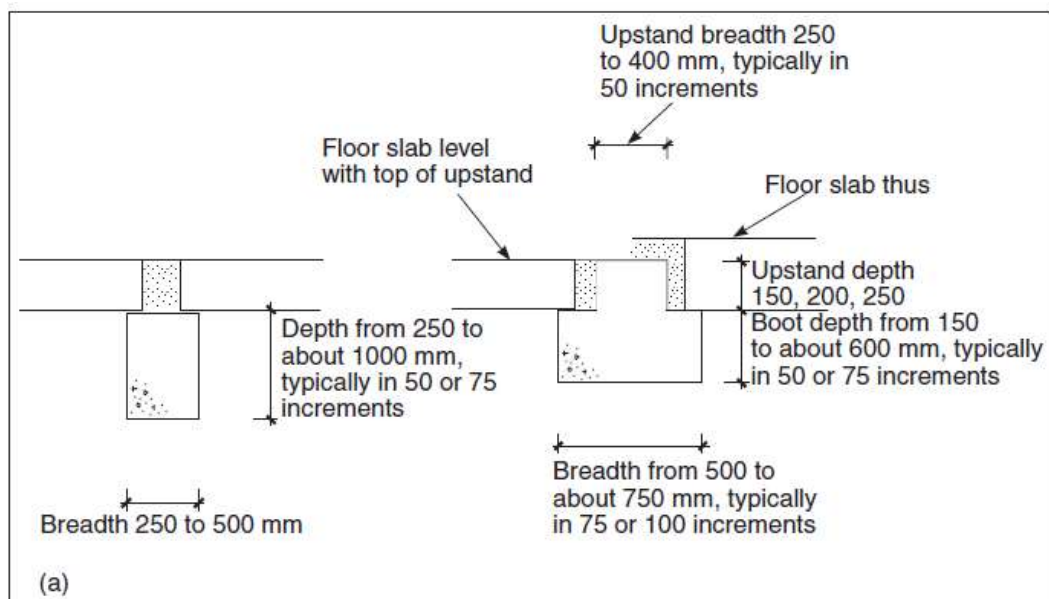 Upstand breadth 250
to 400 mm, typically in
50 increments
Floor slab level
with top of upstand
Floor slab thus
Upstand depth
150, 200, 250
Boot depth from 150
to about 600 mm, typically
in 50 or 75 increments
Depth from 250 to
about 1000 mm,
typically in 50 or 75
increments
Breadth from 500 to
about 750 mm, typically
in 75 or 100 increments
Breadth 250 to 500 mm
(a)